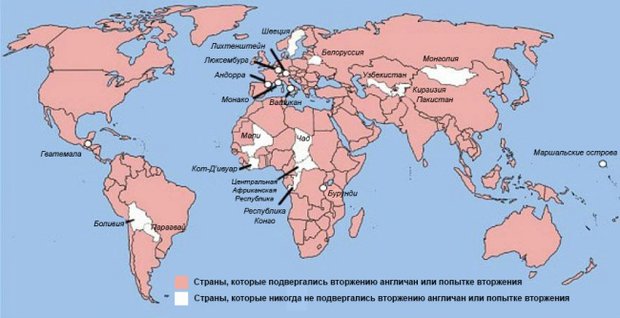 Швеция
Лихтенштейн
Люксембург
Андорра
Монако
Ватикан
Белоруссия
Монголия
Узбекистан
Киргизия
Пакистан
Гватемала
Мали
Чад
Маршальские острова
Кот-Д'ивуар
Центральная
Африканская
Республика
Бурунди
Республика
Конго
Боливия
Парагвай
Страны, которые подвергались вторжению англичан или попытке вторжения
Страны, которые никогда не подвергались вторжению англичан или попытке вторжения